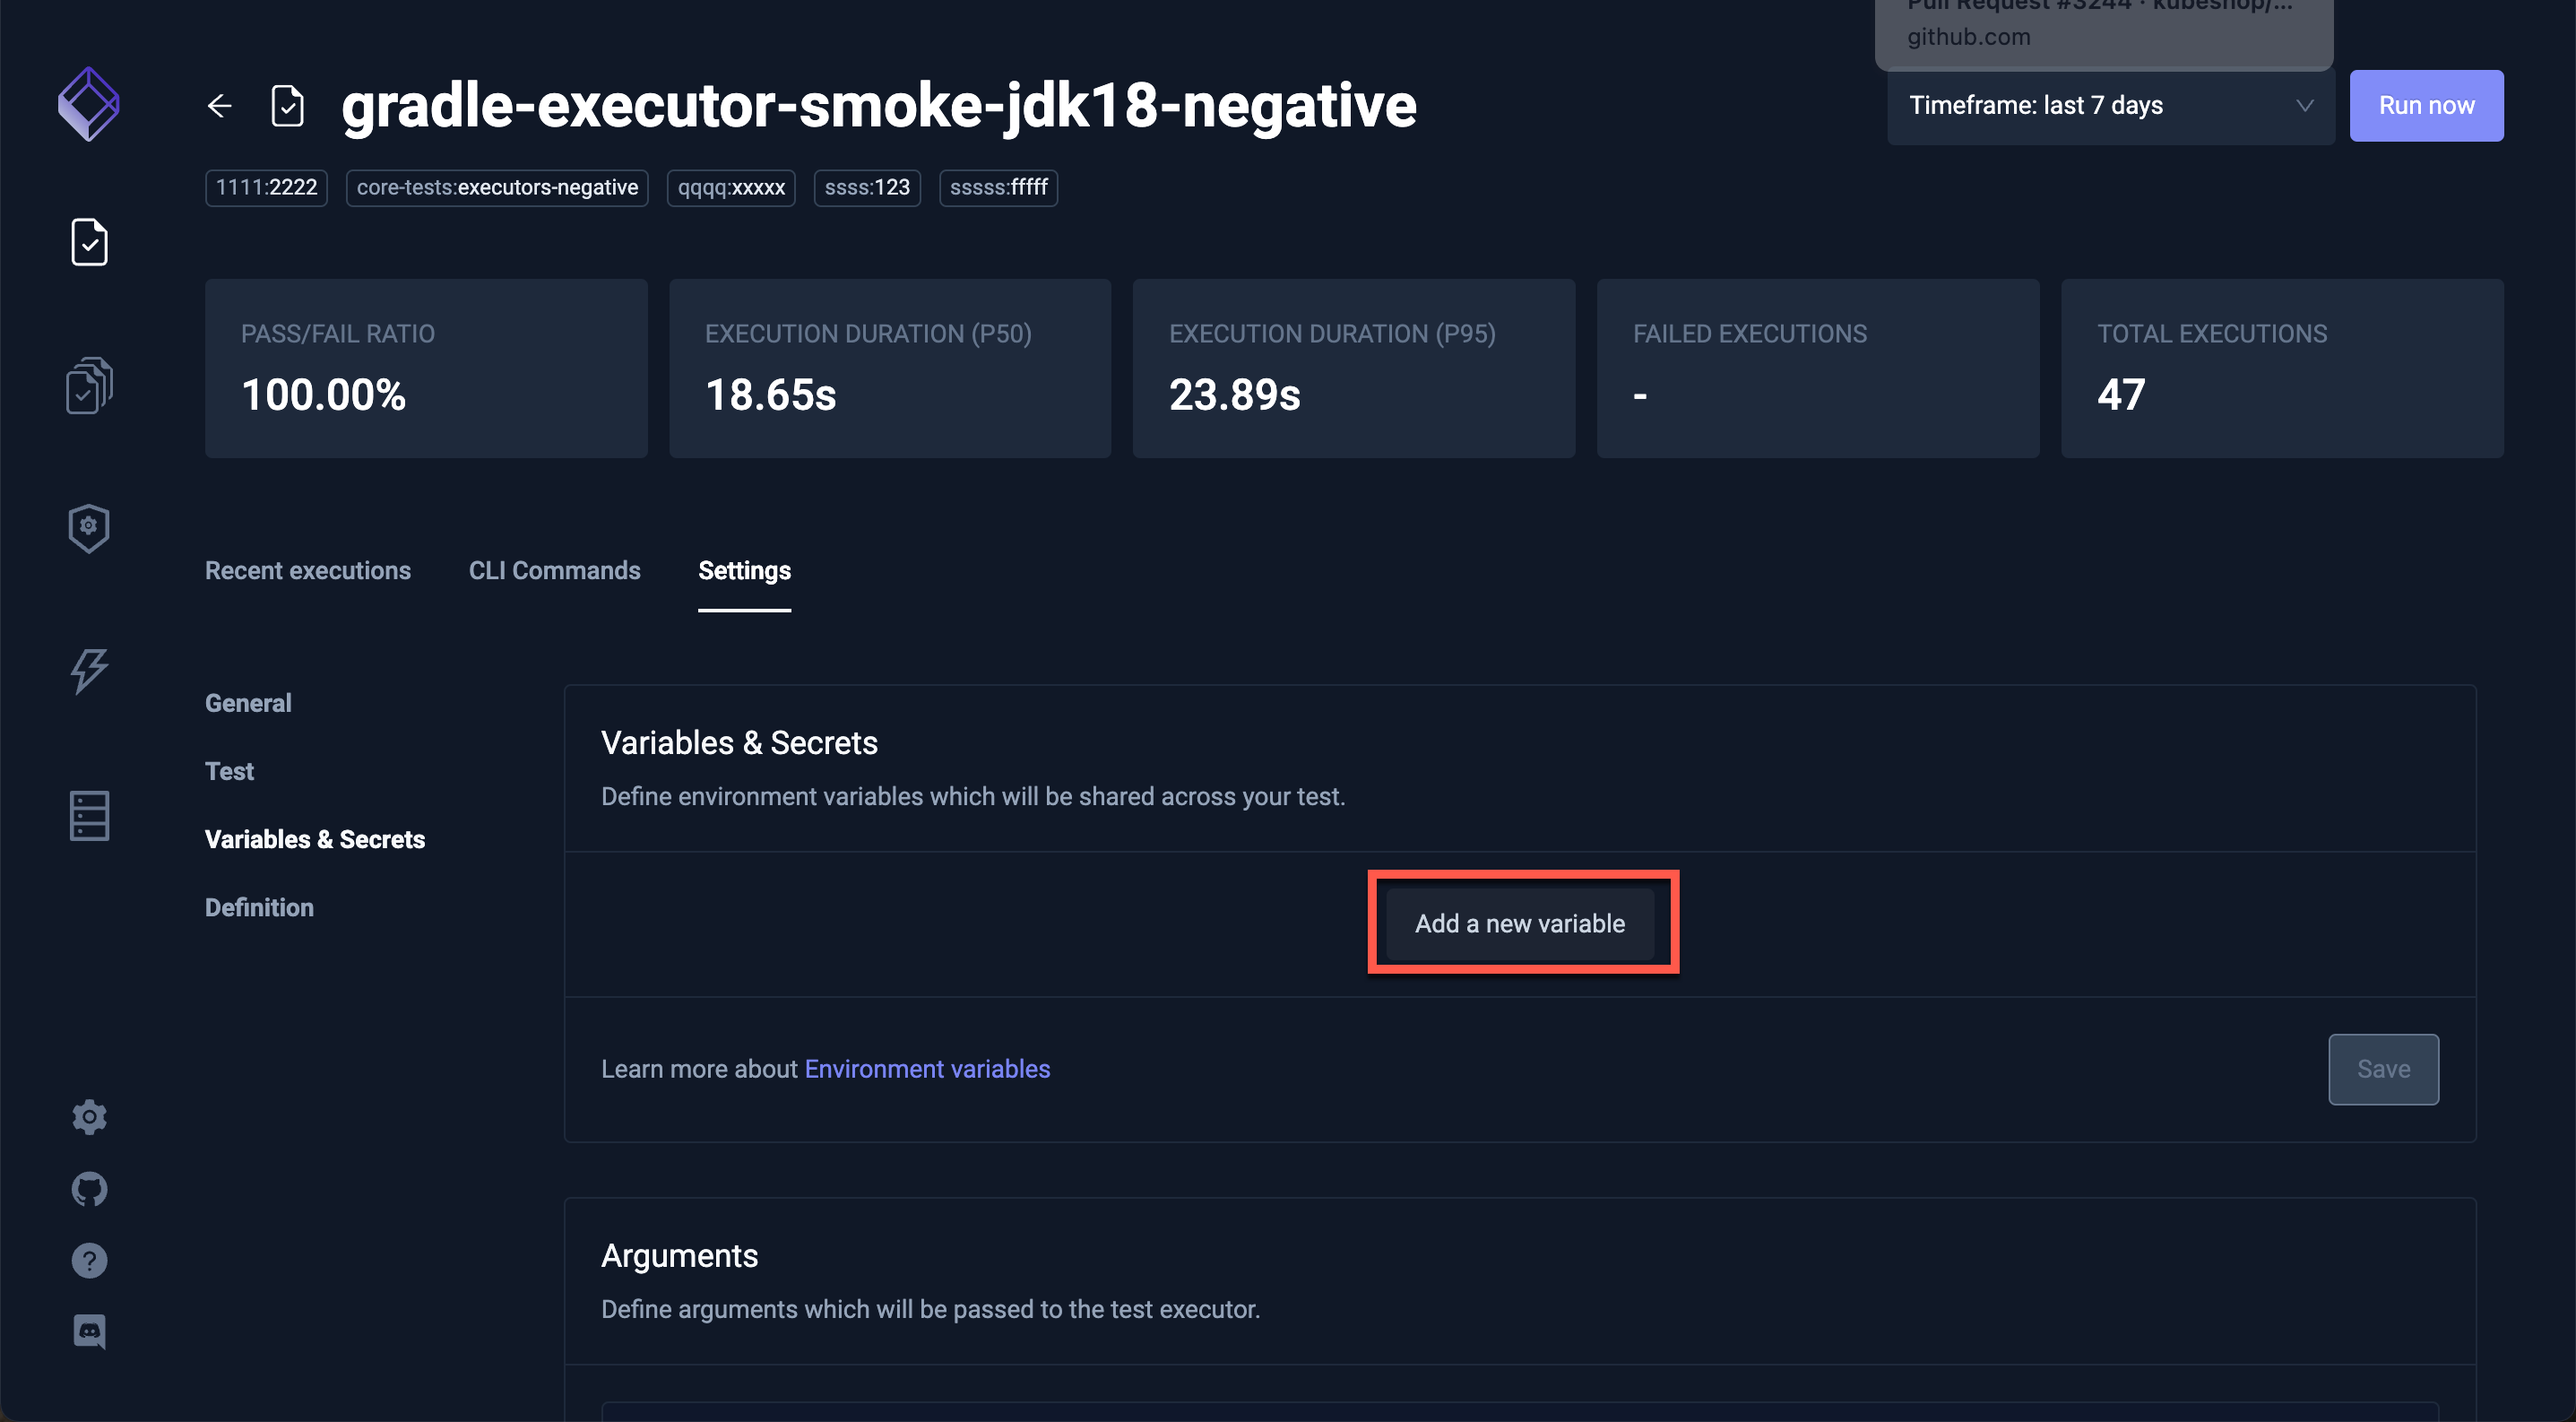 Pull Request #3244 · kubeshop/...
github.com
gradle-executor-smoke-jdk18-negative
Timeframe: last 7 days
Run now
1111:2222
core-tests:executors-negative
qqqq:xxxxx
ssss:123
sssss:fffff
PASS/FAIL RATIO
100.00%
EXECUTION DURATION (P50)
18.65s
EXECUTION DURATION (P95)
23.89s
FAILED EXECUTIONS
-
TOTAL EXECUTIONS
47
Recent executions
CLI Commands
Settings
General
Test
Variables & Secrets
Definition
Variables & Secrets
Define environment variables which will be shared across your test.
Add a new variable
Learn more about Environment variables
Save
Arguments
Define arguments which will be passed to the test executor.